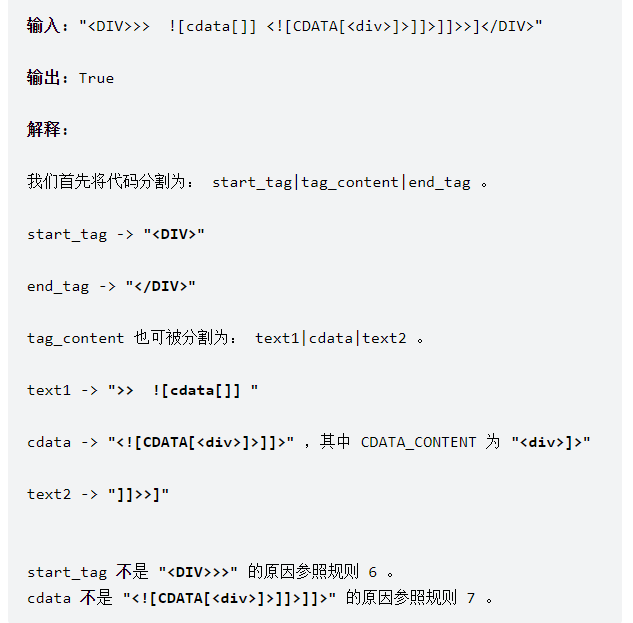 输入："<DIV>>>  ![cdata[]] <![CDATA[<div>]>]]>]]>>]</DIV>"
输出：True
解释：
我们首先将代码分割为： start_tag|tag_content|end_tag 。
start_tag -> "<DIV>"
end_tag -> "</DIV>"
tag_content 也可被分割为： text1|cdata|text2 。
text1 -> ">>  ![cdata[]] "
cdata -> "<![CDATA[<div>]>]]>" ，其中 CDATA_CONTENT 为 "<div>]>"
text2 -> "]]>>]"
start_tag 不是 "<DIV>>>" 的原因参照规则 6 。
cdata 不是 "<![CDATA[<div>]>]]>]]>" 的原因参照规则 7 。